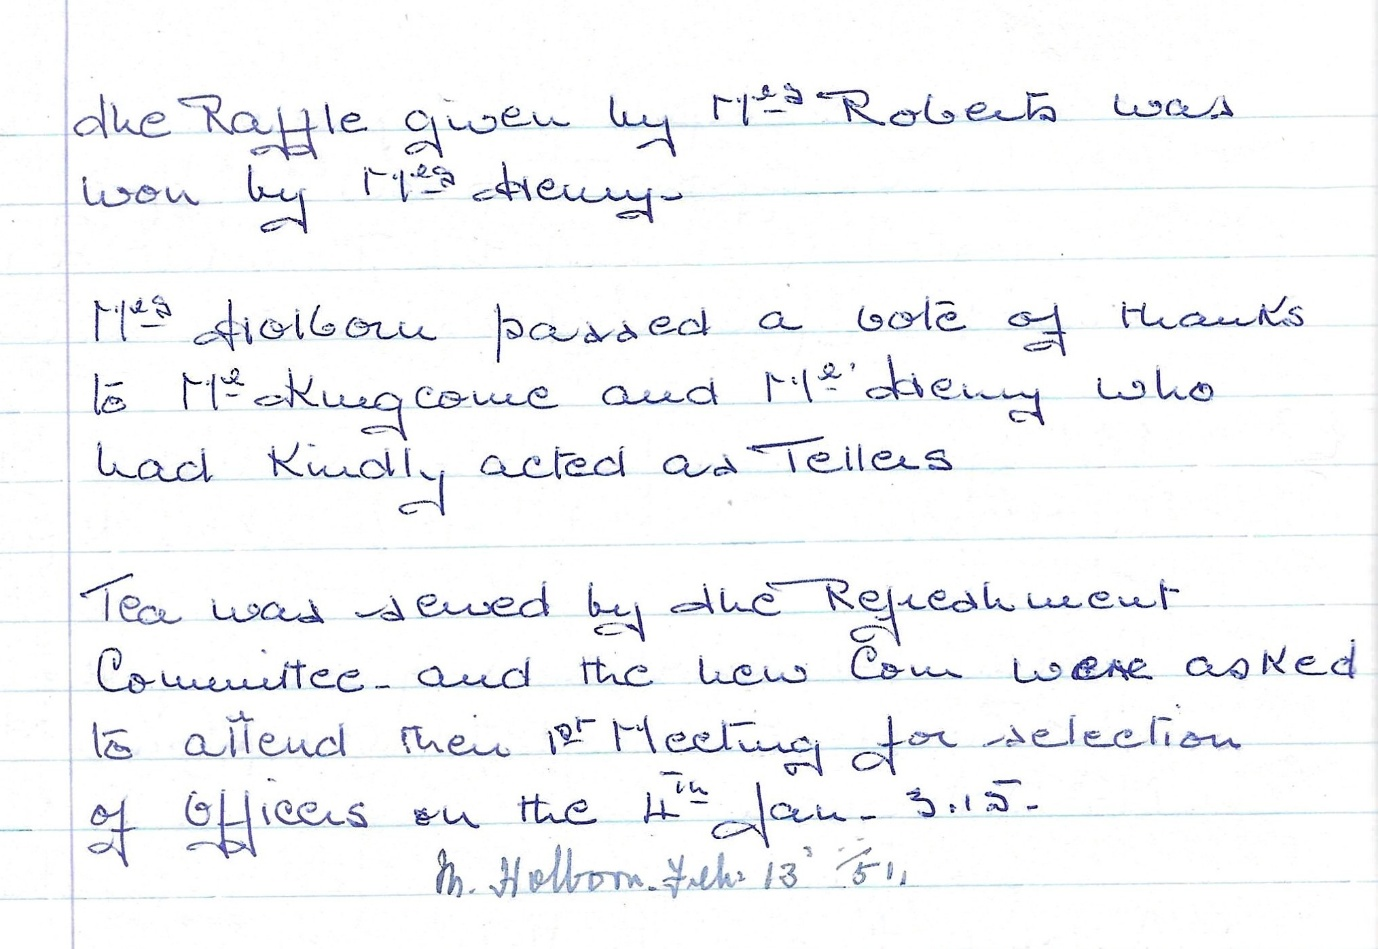 The Raffle given by Mrs Roberts was
won by Mrs Henry.
Mrs Holborn passed a vote of thanks
to Mr Kingcome and Mr Henry who
had Kindly acted as Tellers
Tea was served by the Refreshment
Committee - and the new Com were asked
to attend their 1st Meeting for selection
of Officers on the 4th Jan - 3.15 -
M. Holborn. Feb: 13 /51.